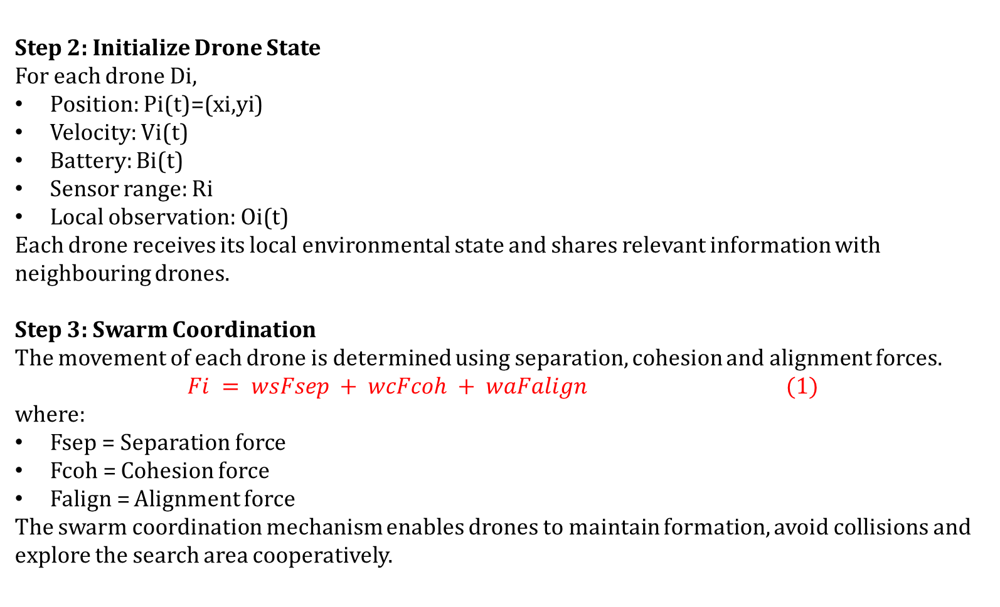 Step 2: Initialize Drone State
For each drone Di,
• Position: Pi(t)=(xi,yi)
• Velocity: Vi(t)
• Battery: Bi(t)
• Sensor range: Ri
• Local observation: Oi(t)
Each drone receives its local environmental state and shares relevant information with
neighbouring drones.
Step 3: Swarm Coordination
The movement of each drone is determined using separation, cohesion and alignment forces.
Fi = wsFsep + wcFcoh + waFalign (1)
where:
• Fsep = Separation force
• Fcoh = Cohesion force
• Falign = Alignment force
The swarm coordination mechanism enables drones to maintain formation, avoid collisions and
explore the search area cooperatively.